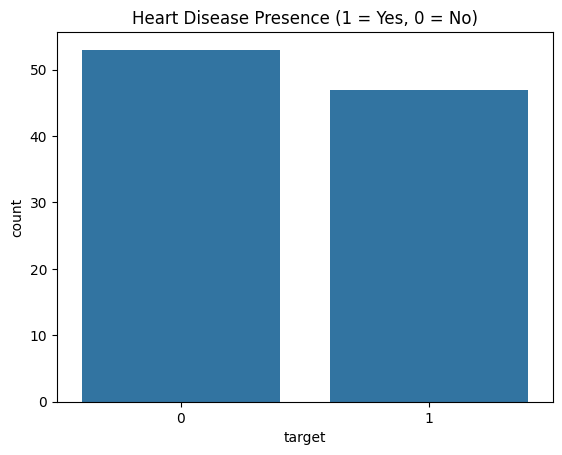 Heart Disease Presence (1 = Yes, 0 = No)
50
40
30
20
10
0
count
0 1
target